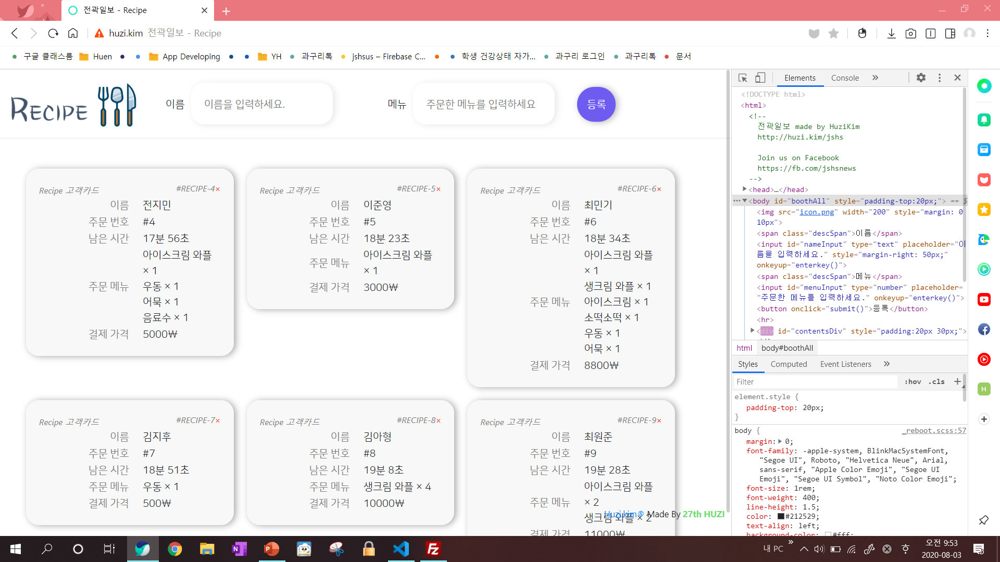 전곽일보 - Recipe
huzi.kim 전곽일보 - Recipe
구글 클래스룸 Huen App Developing YH 과구리톡 jshsus – Firebase C... 학생 건강상태 자가... 과구리 로그인 과구리톡 문서
RECIPE 이름 이름을 입력하세요. 메뉴 주문한 메뉴를 입력하세요 등록
Recipe 고객카드 #RECIPE-4×
이름 전지민
주문 번호 #4
남은 시간 17분 56초
주문 메뉴 아이스크림 와플
× 1
우동 × 1
어묵 × 1
음료수 × 1
결제 가격 5000₩
Recipe 고객카드 #RECIPE-5×
이름 이준영
주문 번호 #5
남은 시간 18분 23초
주문 메뉴 아이스크림 와플
× 1
결제 가격 3000₩
Recipe 고객카드 #RECIPE-6×
이름 최민기
주문 번호 #6
남은 시간 18분 34초
주문 메뉴 아이스크림 와플
× 1
생크림 와플 × 1
아이스크림 × 1
소떡소떡 × 1
우동 × 1
어묵 × 1
결제 가격 8800₩
Recipe 고객카드 #RECIPE-7×
이름 김지후
주문 번호 #7
남은 시간 18분 51초
주문 메뉴 우동 × 1
결제 가격 500₩
Recipe 고객카드 #RECIPE-8×
이름 김아형
주문 번호 #8
남은 시간 19분 8초
주문 메뉴 생크림 와플 × 4
결제 가격 10000₩
Recipe 고객카드 #RECIPE-9×
이름 최원준
주문 번호 #9
남은 시간 19분 28초
주문 메뉴 아이스크림 와플
× 2
생크림 와플 × 2
결제 가격 11000₩
Huzi.kim® Made By 27th HUZI
Elements Console »
<!DOCTYPE html>
<html>
<!--
전곽일보 made by HuziKim
http://huzi.kim/jshs
Join us on Facebook
https://fb.com/jshsnews
-->
<head>…</head>
<body id="boothAll" style="padding-top:20px;"> == $
<img src="icon.png" width="200" style="margin: 0
10px">
<span class="descSpan">이름</span>
<input id="nameInput" type="text" placeholder="이
름을 입력하세요." style="margin-right: 50px;"
onkeyup="enterkey()">
<span class="descSpan">메뉴</span>
<input id="menuInput" type="number" placeholder=
"주문한 메뉴를 입력하세요." onkeyup="enterkey()">
<button onclick="submit()">등록</button>
<hr>
<div id="contentsDiv" style="padding:20px 30px;">
html body#boothAll
Styles Computed Event Listeners »
Filter :hov .cls +
element.style {
padding-top: 20px;
}
body { _reboot.scss:57
margin: 0;
font-family: -apple-system, BlinkMacSystemFont,
"Segoe UI", Roboto, "Helvetica Neue", Arial,
sans-serif, "Apple Color Emoji", "Segoe UI
Emoji", "Segoe UI Symbol", "Noto Color Emoji";
font-size: 1rem;
font-weight: 400;
line-height: 1.5;
color: #212529;
text-align: left;
background-color: #fff;
내 PC » 오전 9:53
2020-08-03